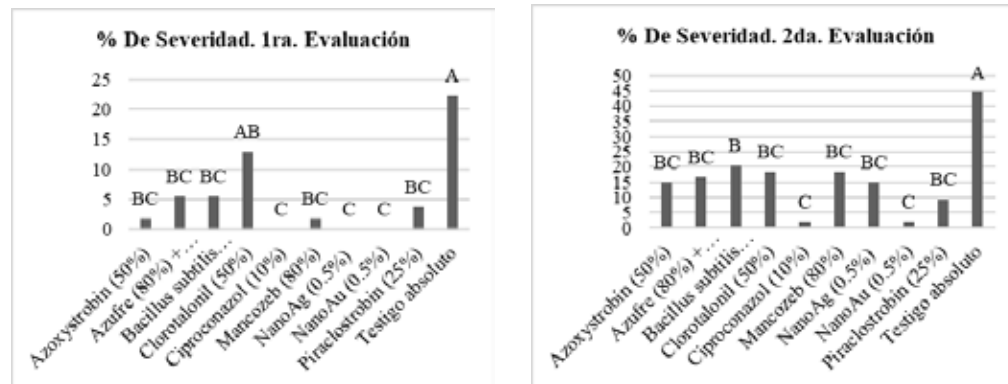 % De Severidad. 1ra. Evaluación
25
20
15
10
5
0
BC
BC
BC
AB
C
BC
C
C
BC
A
Azoxystrobin (50%)
Azufre (80%) +...
Bacillus subtilis...
Clorotalonil (50%)
Ciproconazol (10%)
Mancozeb (80%)
NanoAg (0.5%)
NanoAu (0.5%)
Piraclostrobin (25%)
Testigo absoluto
% De Severidad. 2da. Evaluación
50
45
40
35
30
25
20
15
10
5
0
BC
BC
B
BC
C
BC
BC
C
BC
A
Azoxystrobin (50%)
Azufre (80%) +...
Bacillus subtilis...
Clorotalonil (50%)
Ciproconazol (10%)
Mancozeb (80%)
NanoAg (0.5%)
NanoAu (0.5%)
Piraclostrobin (25%)
Testigo absoluto